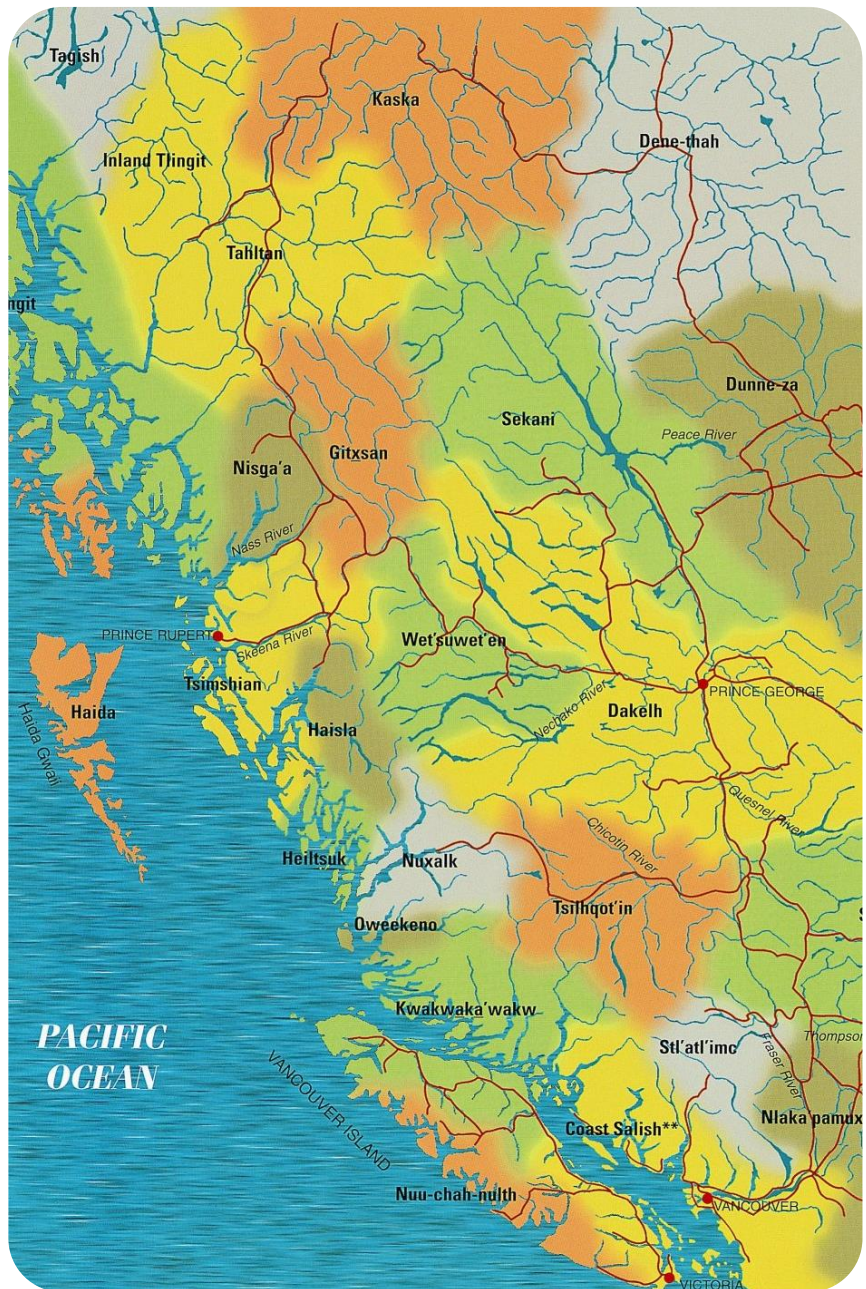 Tagish
Kaska
Dene-thah
Inland Tlingit
Tahltan
ngit
Dunne-za
Sekani
Peace River
Gitxsan
Nisga'a
Nass River
PRINCE RUPERT
Skeena River
Wet'suwet'en
Tsimshian
PRINCE GEORGE
Nechako River
Dakelh
Haida
Haida Gwaii
Haisla
Quesnel River
Chicotin River
Heiltsuk
Nuxalk
Tsilhqot'in
Oweekeno
Kwakwaka'wakw
PACIFIC
OCEAN
Stl'atl'imc
Fraser River
Thompson
VANCOUVER ISLAND
Nlaka'pamux
Coast Salish**
Nuu-chah-nulth
VANCOUVER
VICTORIA